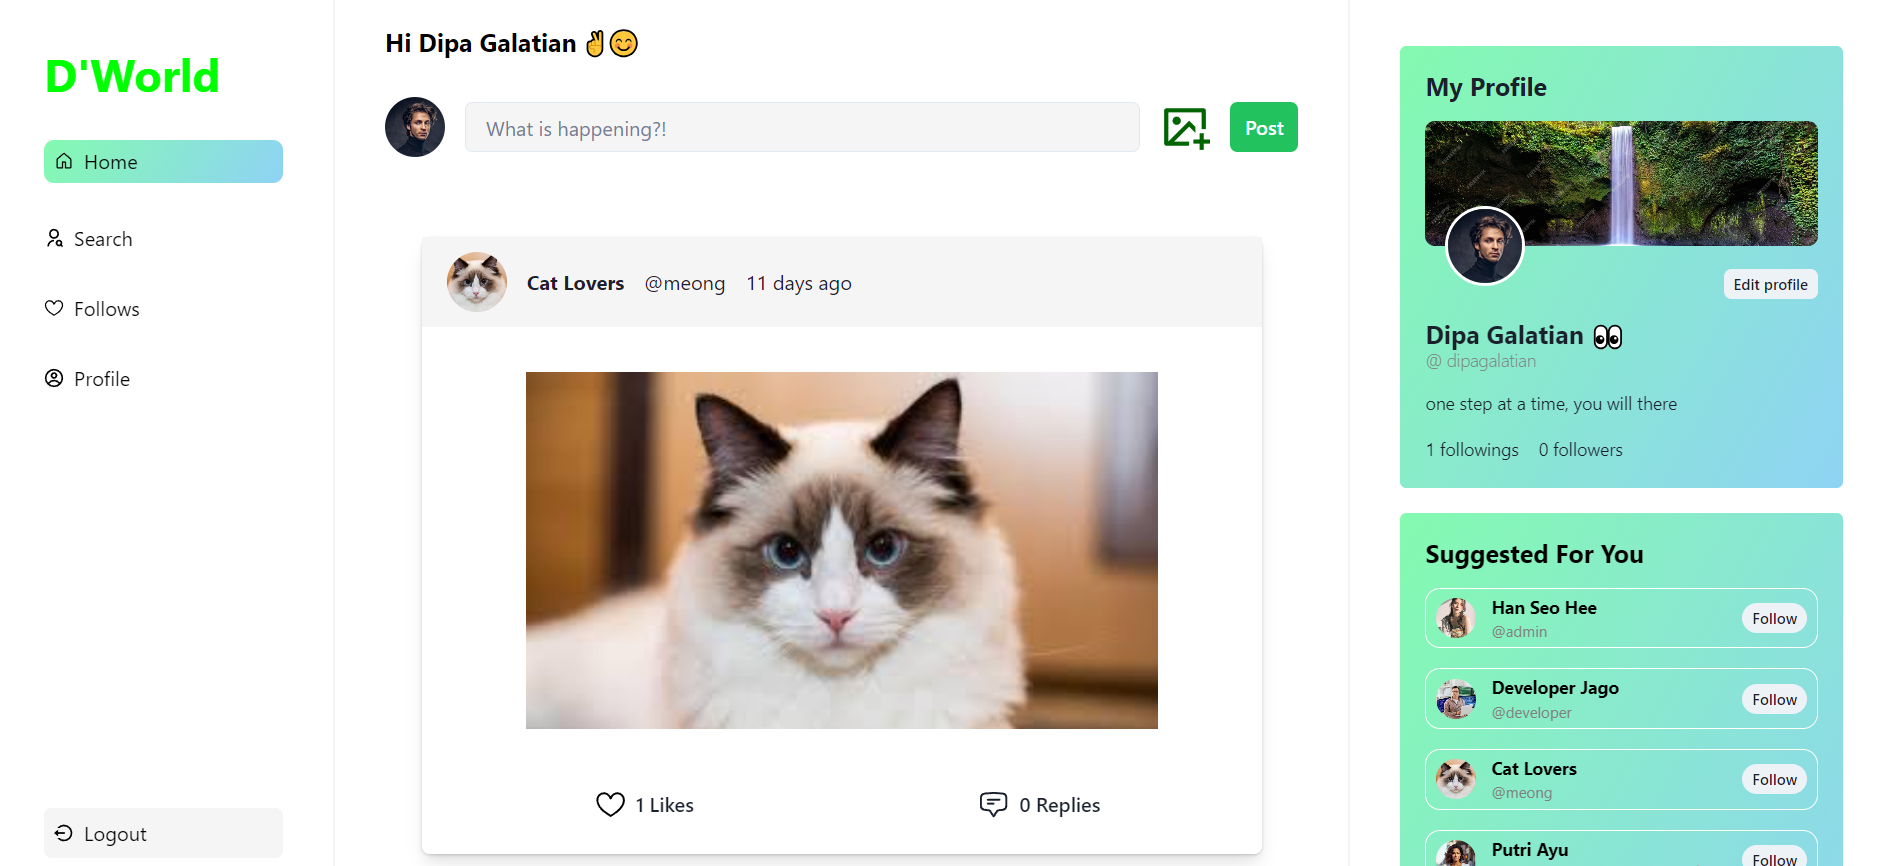 D'World
Home
Search
Follows
Profile
Logout
Hi Dipa Galatian ✌😊
What is happening?!
Post
Cat Lovers @meong 11 days ago
1 Likes
0 Replies
My Profile
Edit profile
Dipa Galatian 👀
@ dipagalatian
one step at a time, you will there
1 followings 0 followers
Suggested For You
Han Seo Hee
@admin
Follow
Developer Jago
@developer
Follow
Cat Lovers
@meong
Follow
Putri Ayu
Follow